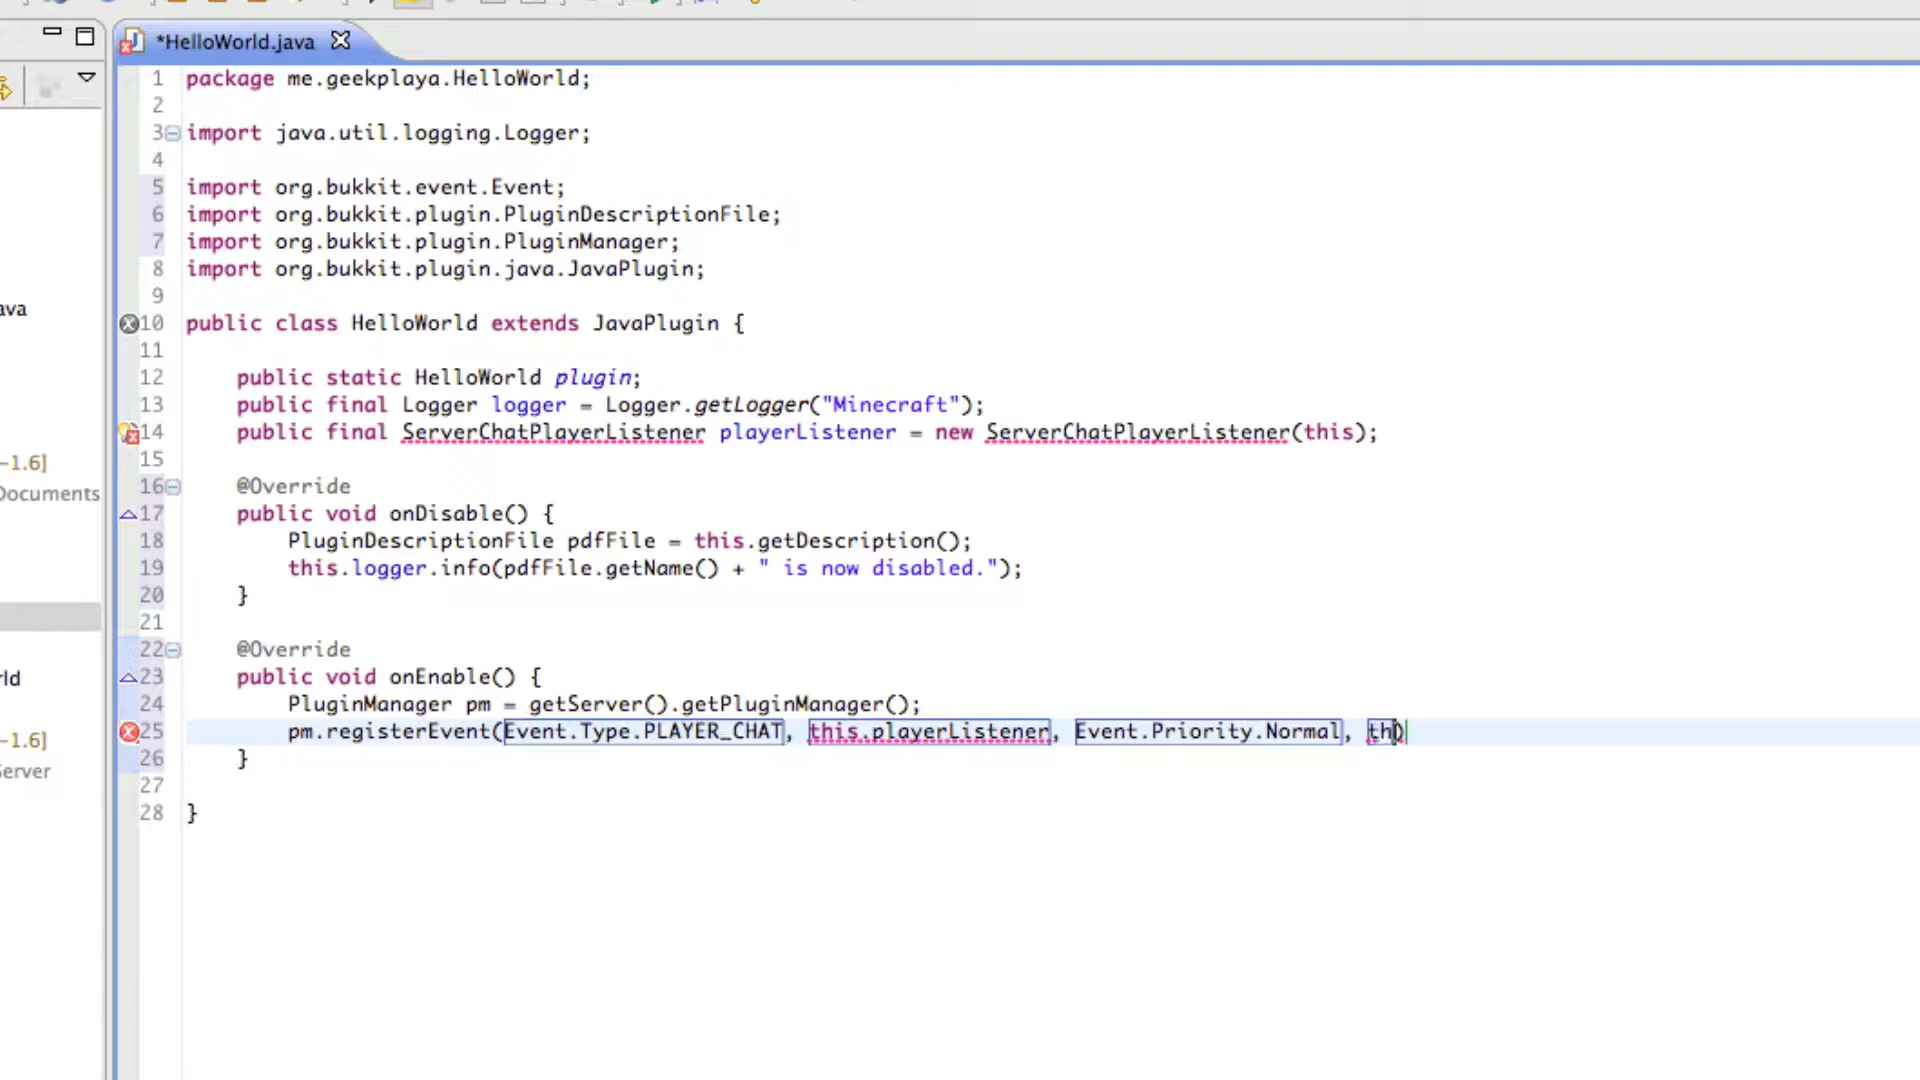 *HelloWorld.java
1 package me.geekplaya.HelloWorld;
2
3 import java.util.logging.Logger;
4
5 import org.bukkit.event.Event;
6 import org.bukkit.plugin.PluginDescriptionFile;
7 import org.bukkit.plugin.PluginManager;
8 import org.bukkit.plugin.java.JavaPlugin;
9
10 public class HelloWorld extends JavaPlugin {
11
12 public static HelloWorld plugin;
13 public final Logger logger = Logger.getLogger("Minecraft");
14 public final ServerChatPlayerListener playerListener = new ServerChatPlayerListener(this);
15
16 @Override
17 public void onDisable() {
18 PluginDescriptionFile pdfFile = this.getDescription();
19 this.logger.info(pdfFile.getName() + " is now disabled.");
20 }
21
22 @Override
23 public void onEnable() {
24 PluginManager pm = getServer().getPluginManager();
25 pm.registerEvent(Event.Type.PLAYER_CHAT, this.playerListener, Event.Priority.Normal, th)
26 }
27
28 }
ava
-1.6]
Documents
rld
-1.6]
Server